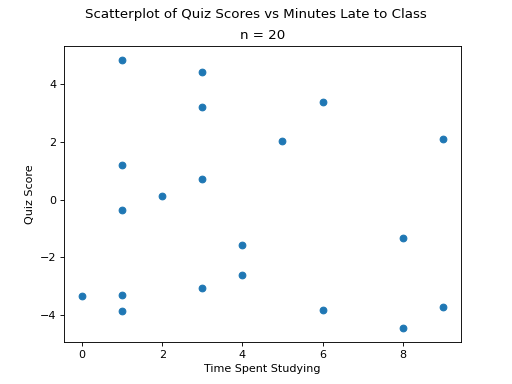 Scatterplot of Quiz Scores vs Minutes Late to Class
n = 20
4
2
0
−2
−4
Quiz Score
0 2 4 6 8
Time Spent Studying